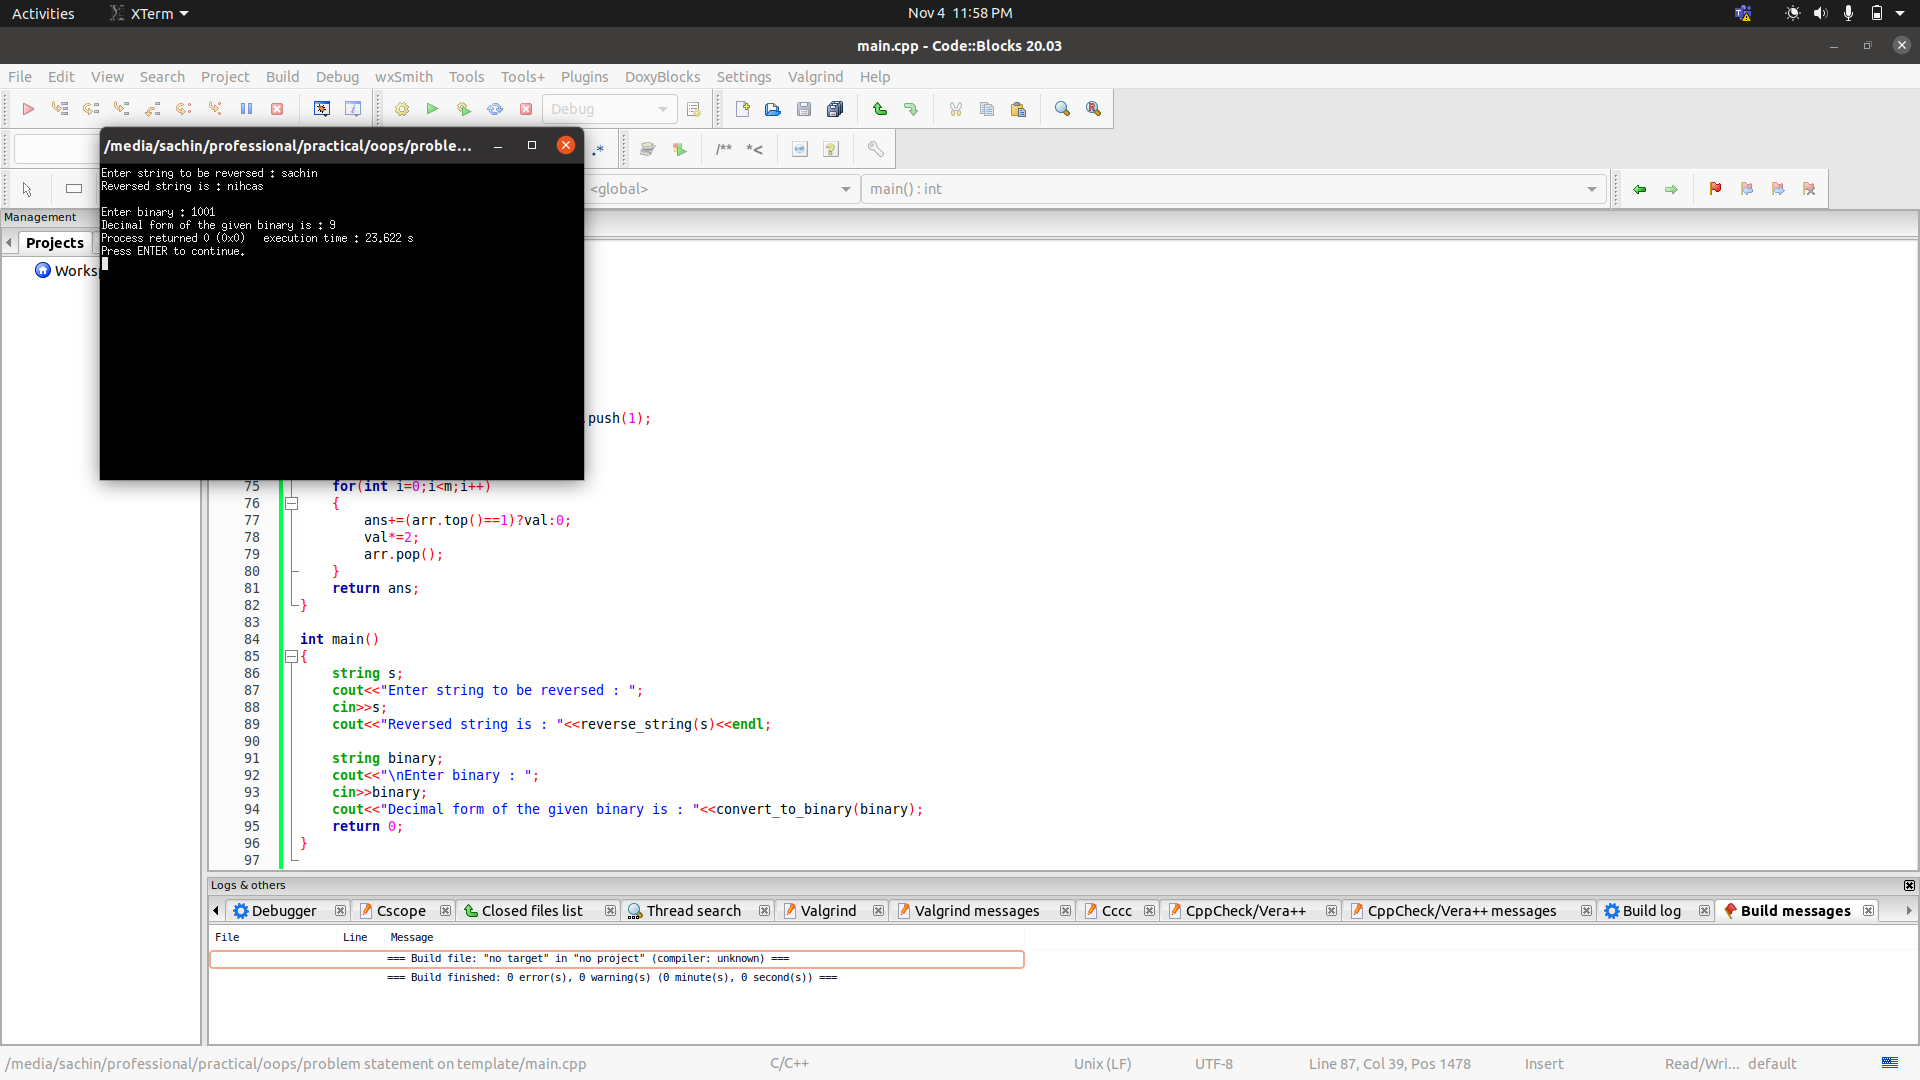 Activities XTerm Nov 4 11:58 PM
main.cpp - Code::Blocks 20.03
File Edit View Search Project Build Debug wxSmith Tools Tools+ Plugins DoxyBlocks Settings Valgrind Help
Debug
/media/sachin/professional/practical/oops/proble...
.* /** *<
Enter string to be reversed : sachin
Reversed string is : nihcas
Enter binary : 1001
Decimal form of the given binary is : 9
Process returned 0 (0x0) execution time : 23.622 s
Press ENTER to continue.
<global> main() : int
Management
Projects
Works
.push(1);
75 for(int i=0;i<m;i++)
76 {
77 ans+=(arr.top()==1)?val:0;
78 val*=2;
79 arr.pop();
80 }
81 return ans;
82 }
83
84 int main()
85 {
86 string s;
87 cout<<"Enter string to be reversed : ";
88 cin>>s;
89 cout<<"Reversed string is : "<<reverse_string(s)<<endl;
90
91 string binary;
92 cout<<"\nEnter binary : ";
93 cin>>binary;
94 cout<<"Decimal form of the given binary is : "<<convert_to_binary(binary);
95 return 0;
96 }
97
Logs & others
Debugger Cscope Closed files list Thread search Valgrind Valgrind messages Cccc CppCheck/Vera++ CppCheck/Vera++ messages Build log Build messages
File Line Message
=== Build file: "no target" in "no project" (compiler: unknown) ===
=== Build finished: 0 error(s), 0 warning(s) (0 minute(s), 0 second(s)) ===
/media/sachin/professional/practical/oops/problem statement on template/main.cpp C/C++ Unix (LF) UTF-8 Line 87, Col 39, Pos 1478 Insert Read/Wri... default